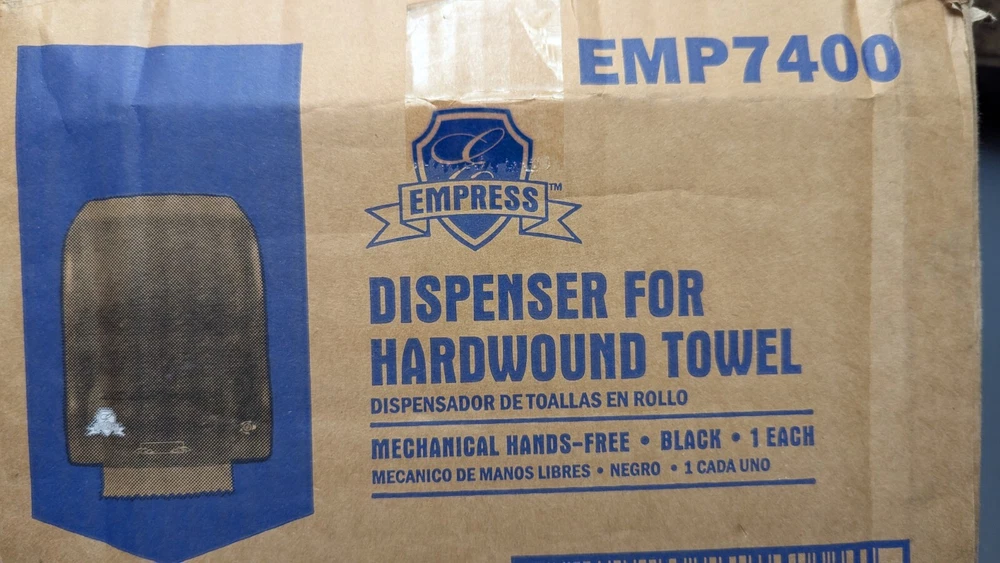 EMP7400
EMPRESS™
DISPENSER FOR
HARDWOUND TOWEL
DISPENSADOR DE TOALLAS EN ROLLO
MECHANICAL HANDS-FREE • BLACK • 1 EACH
MECANICO DE MANOS LIBRES • NEGRO • 1 CADA UNO